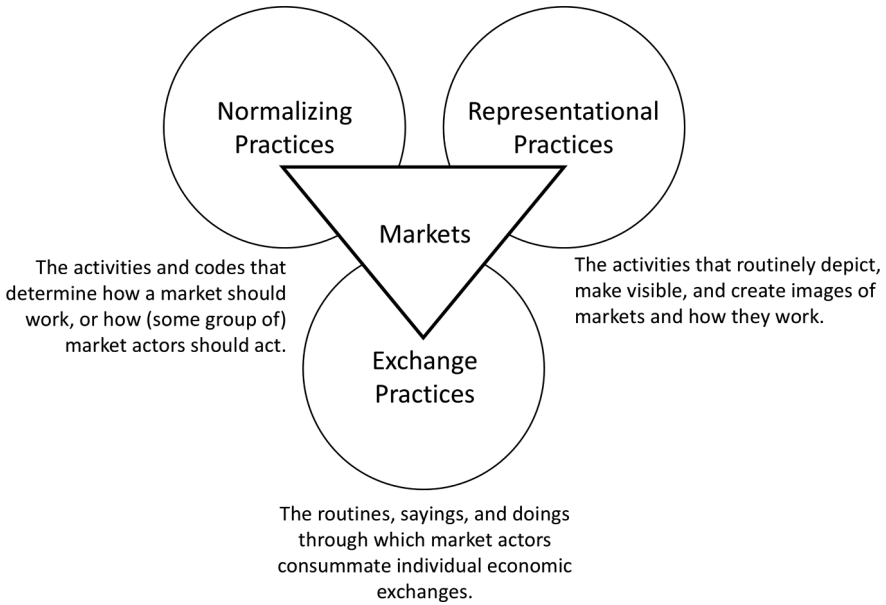 Normalizing
Practices
Representational
Practices
Markets
The activities and codes that
determine how a market should
work, or how (some group of)
market actors should act.
The activities that routinely depict,
make visible, and create images of
markets and how they work.
Exchange
Practices
The routines, sayings, and doings
through which market actors
consummate individual economic
exchanges.